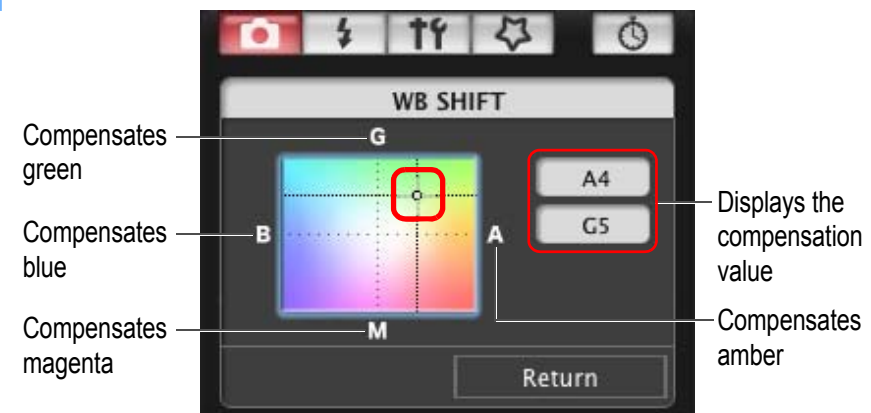 WB SHIFT
Compensates
green
G
A4
G5
Displays the
compensation
value
Compensates
blue
B
A
Compensates
magenta
M
Compensates
amber
Return